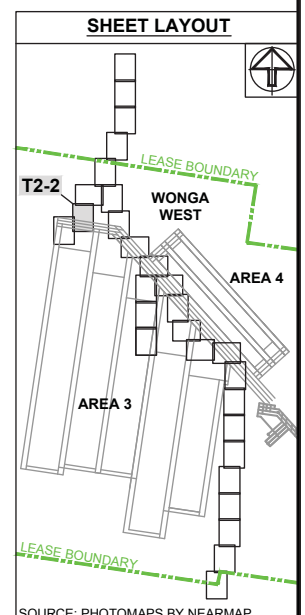 SHEET LAYOUT
LEASE BOUNDARY
T2-2
WONGA
WEST
AREA 4
AREA 3
LEASE BOUNDARY
SOURCE: PHOTOMAPS BY NEARMAP